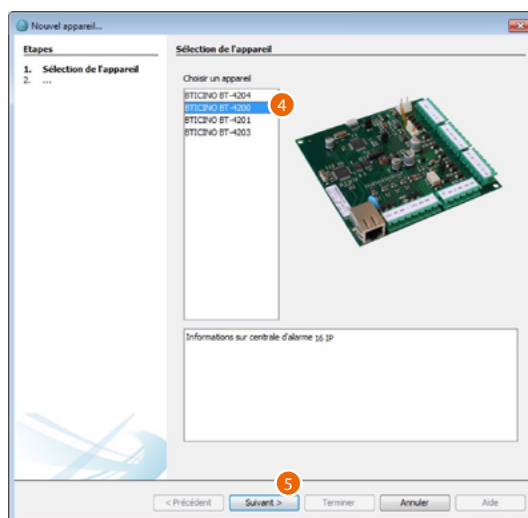 Nouvel appareil...
Etapes
1. Sélection de l'appareil
2. ...
Sélection de l'appareil
Choisir un appareil
BTICINO BT-4204
BTICINO BT-4200
4
BTICINO BT-4201
BTICINO BT-4203
Informations sur centrale d'alarme 16 IP
5
< Précédent
Suivant >
Terminer
Annuler
Aide